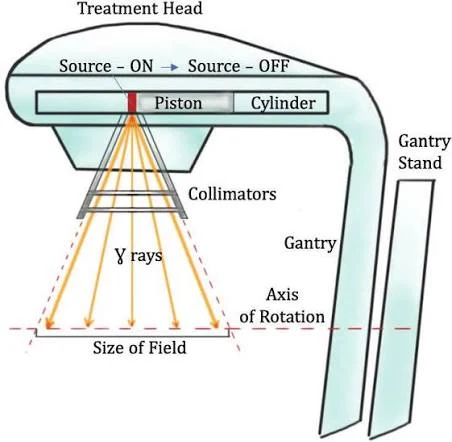 Treatment Head
Source – ON → Source – OFF
Piston
Cylinder
Gantry
Stand
Collimators
Gantry
Ɣ rays
Axis
of Rotation
Size of Field